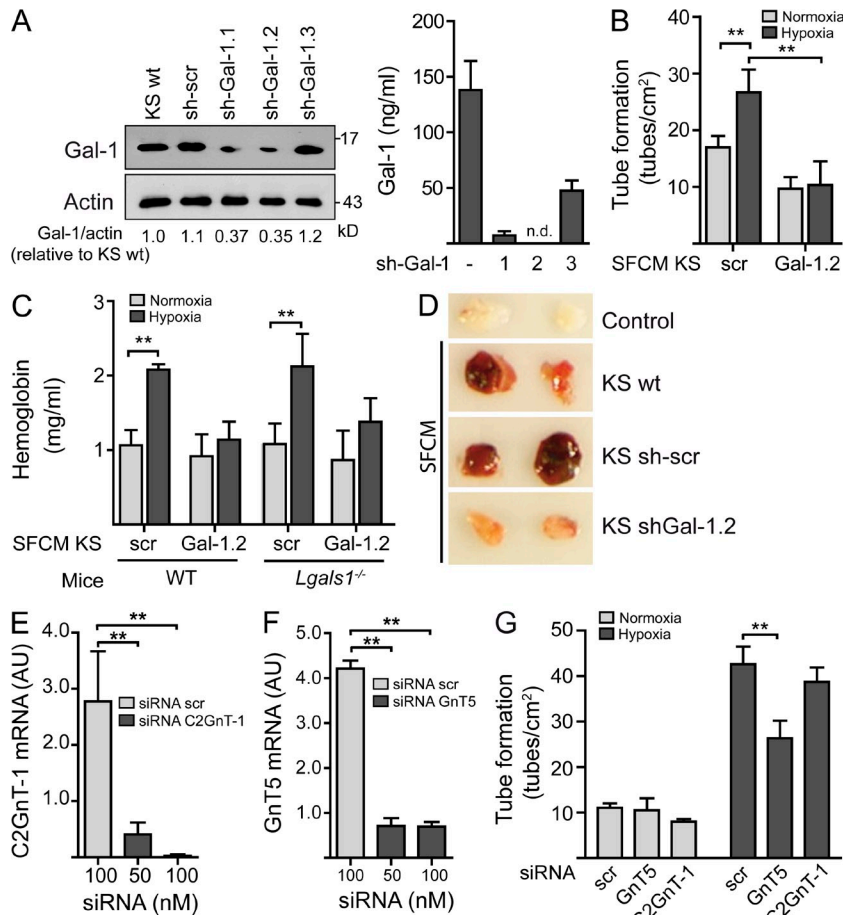 A
KS wt
sh-scr
sh-Gal-1.1
sh-Gal-1.2
sh-Gal-1.3
Gal-1
17
Actin
43
Gal-1/actin 1.0 1.1 0.37 0.35 1.2 kD
(relative to KS wt)
Gal-1 (ng/ml)
200
150
100
50
n.d.
sh-Gal-1 - 1 2 3
B
Normoxia
Hypoxia
**
**
Tube formation
(tubes/cm²)
40
30
20
10
SFCM KS scr Gal-1.2
C
Normoxia
Hypoxia
**
**
Hemoglobin
(mg/ml)
3
2
1
SFCM KS scr Gal-1.2 scr Gal-1.2
Mice WT Lgals1-/-
D
Control
SFCM
KS wt
KS sh-scr
KS shGal-1.2
E
**
**
C2GnT-1 mRNA (AU)
4.0
3.0
2.0
1.0
siRNA scr
siRNA C2GnT-1
100 50 100
siRNA (nM)
F
**
**
GnT5 mRNA (AU)
5.0
4.0
3.0
2.0
1.0
siRNA scr
siRNA GnT5
100 50 100
siRNA (nM)
G
Normoxia
Hypoxia
**
Tube formation
(tubes/cm²)
50
40
30
20
10
siRNA
scr
GnT5
C2GnT-1
scr
GnT5
C2GnT-1